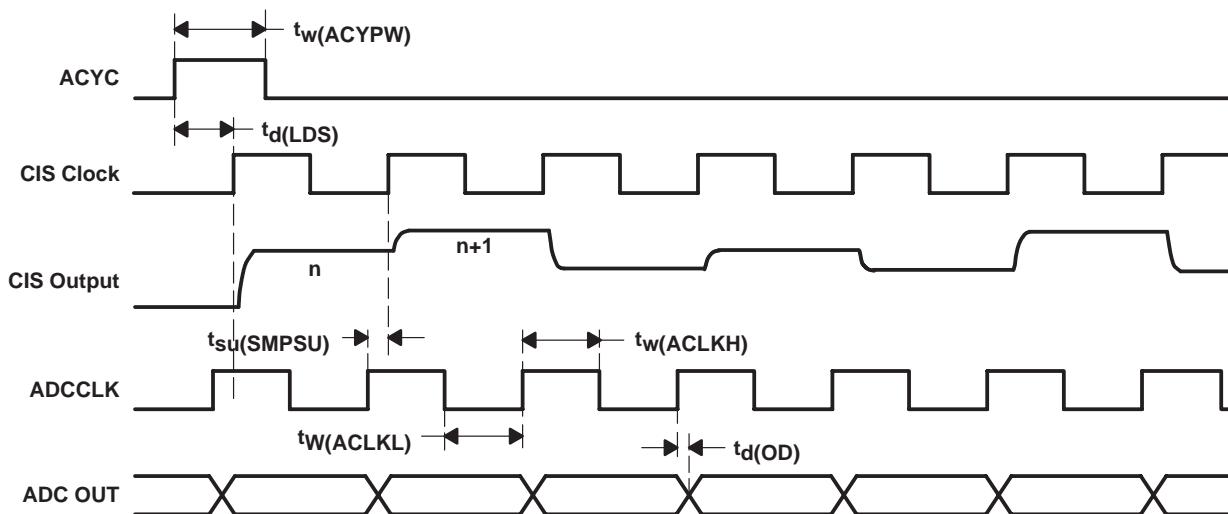 tw(ACYPW)
ACYC
td(LDS)
CIS Clock
n+1
n
CIS Output
tsu(SMPSU)
tw(ACLKH)
ADCCLK
tW(ACLKL)
td(OD)
ADC OUT